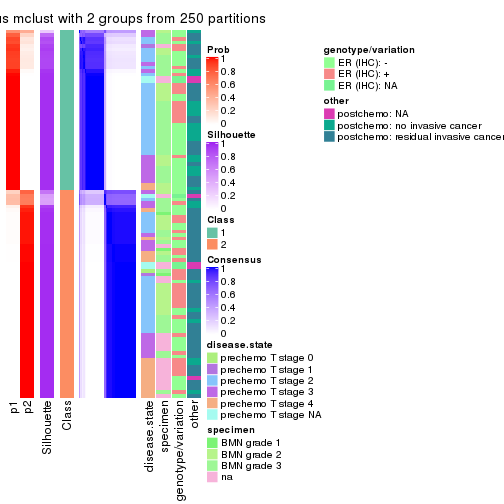 us mclust with 2 groups from 250 partitions
Prob
1
0.8
0.6
0.4
0.2
0
Silhouette
1
0.8
0.6
0.4
0.2
0
Class
1
2
Consensus
1
0.8
0.6
0.4
0.2
0
disease.state
prechemo T stage 0
prechemo T stage 1
prechemo T stage 2
prechemo T stage 3
prechemo T stage 4
prechemo T stage NA
specimen
BMN grade 1
BMN grade 2
BMN grade 3
na
genotype/variation
ER (IHC): -
ER (IHC): +
ER (IHC): NA
other
postchemo: NA
postchemo: no invasive cancer
postchemo: residual invasive cancer
p1
p2
Silhouette
Class
disease.state
specimen
genotype/variation
other